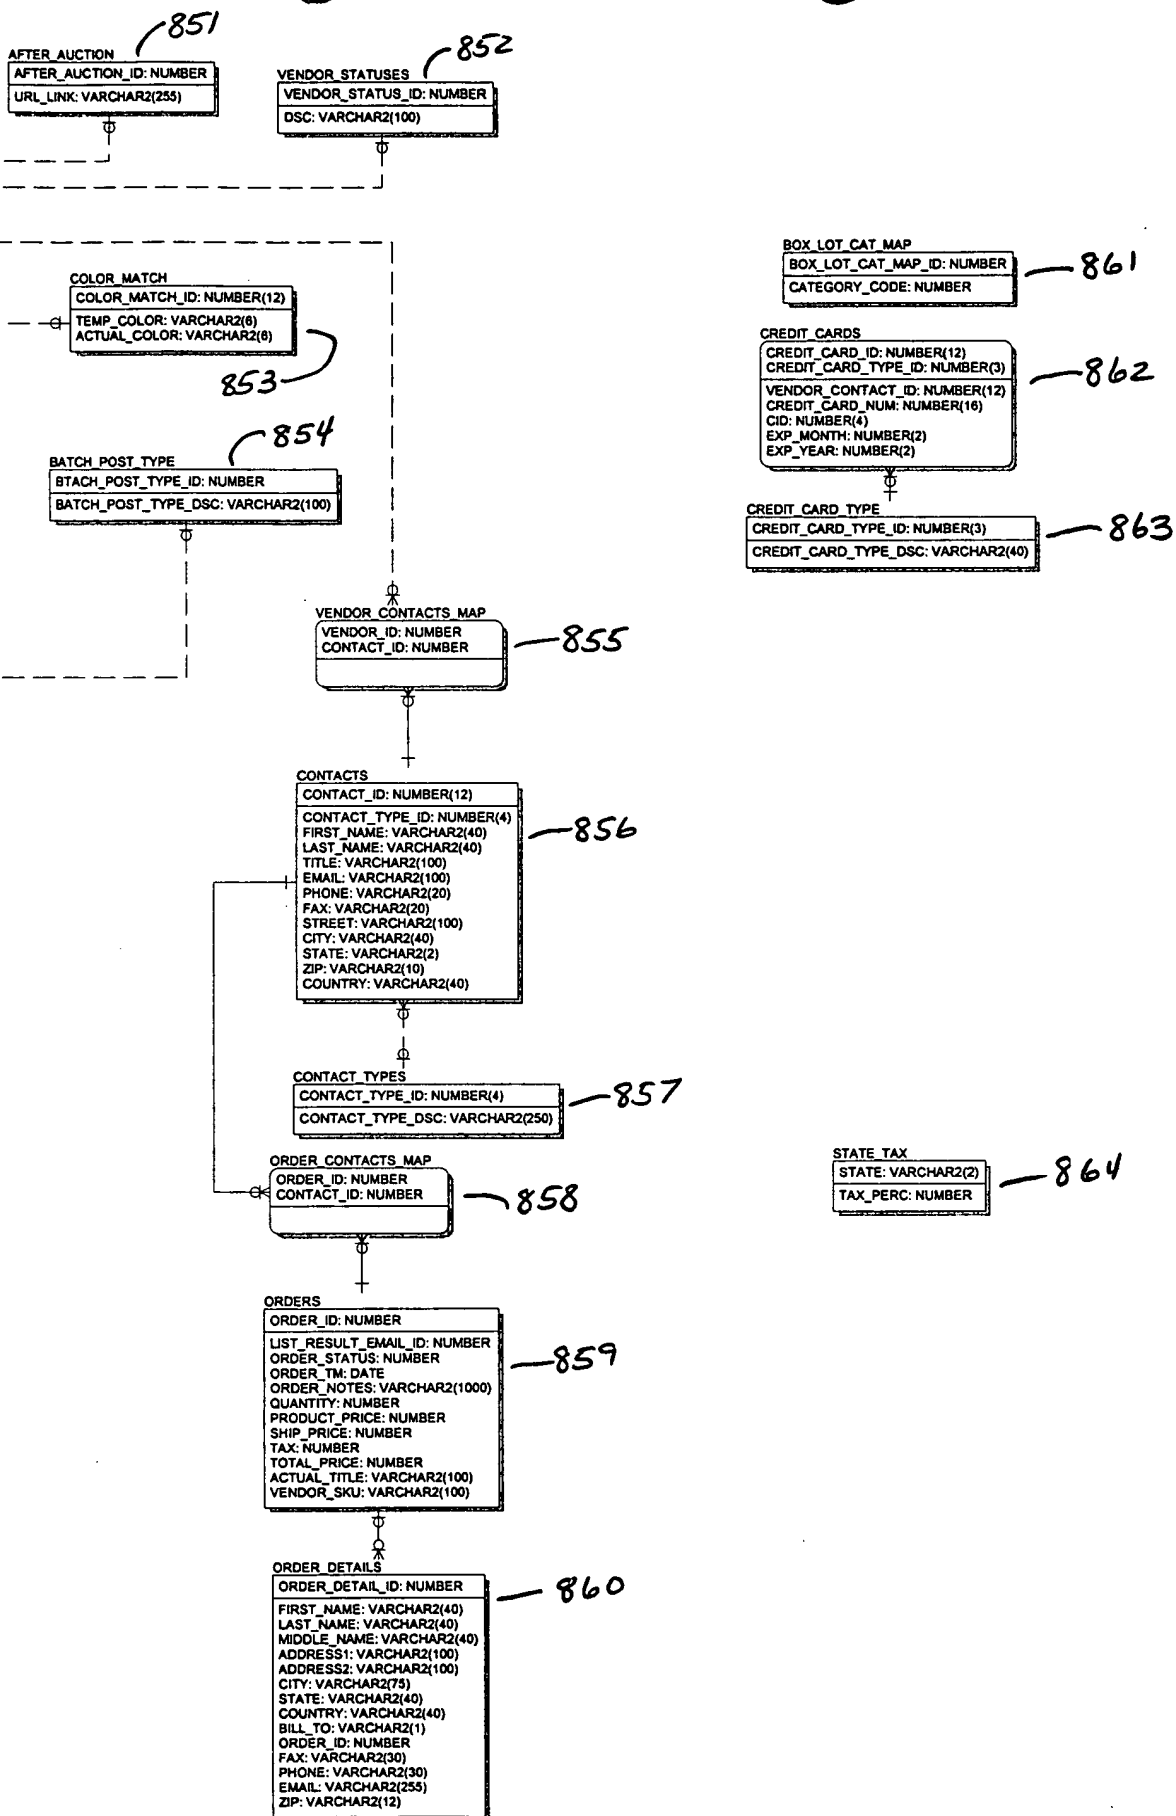 851
AFTER_AUCTION
AFTER_AUCTION_ID: NUMBER
URL_LINK: VARCHAR2(255)
852
VENDOR_STATUSES
VENDOR_STATUS_ID: NUMBER
DSC: VARCHAR2(100)
COLOR_MATCH
COLOR_MATCH_ID: NUMBER(12)
TEMP_COLOR: VARCHAR2(6)
ACTUAL_COLOR: VARCHAR2(6)
853
BOX_LOT_CAT_MAP
BOX_LOT_CAT_MAP_ID: NUMBER
CATEGORY_CODE: NUMBER
861
CREDIT_CARDS
CREDIT_CARD_ID: NUMBER(12)
CREDIT_CARD_TYPE_ID: NUMBER(3)
VENDOR_CONTACT_ID: NUMBER(12)
CREDIT_CARD_NUM: NUMBER(16)
CID: NUMBER(4)
EXP_MONTH: NUMBER(2)
EXP_YEAR: NUMBER(2)
862
854
BATCH_POST_TYPE
BTACH_POST_TYPE_ID: NUMBER
BATCH_POST_TYPE_DSC: VARCHAR2(100)
CREDIT_CARD_TYPE
CREDIT_CARD_TYPE_ID: NUMBER(3)
CREDIT_CARD_TYPE_DSC: VARCHAR2(40)
863
VENDOR_CONTACTS_MAP
VENDOR_ID: NUMBER
CONTACT_ID: NUMBER
855
CONTACTS
CONTACT_ID: NUMBER(12)
CONTACT_TYPE_ID: NUMBER(4)
FIRST_NAME: VARCHAR2(40)
LAST_NAME: VARCHAR2(40)
TITLE: VARCHAR2(100)
EMAIL: VARCHAR2(100)
PHONE: VARCHAR2(20)
FAX: VARCHAR2(20)
STREET: VARCHAR2(100)
CITY: VARCHAR2(40)
STATE: VARCHAR2(2)
ZIP: VARCHAR2(10)
COUNTRY: VARCHAR2(40)
856
CONTACT_TYPES
CONTACT_TYPE_ID: NUMBER(4)
CONTACT_TYPE_DSC: VARCHAR2(250)
857
ORDER_CONTACTS_MAP
ORDER_ID: NUMBER
CONTACT_ID: NUMBER
858
STATE_TAX
STATE: VARCHAR2(2)
TAX_PERC: NUMBER
864
ORDERS
ORDER_ID: NUMBER
LIST_RESULT_EMAIL_ID: NUMBER
ORDER_STATUS: NUMBER
ORDER_TM: DATE
ORDER_NOTES: VARCHAR2(1000)
QUANTITY: NUMBER
PRODUCT_PRICE: NUMBER
SHIP_PRICE: NUMBER
TAX: NUMBER
TOTAL_PRICE: NUMBER
ACTUAL_TITLE: VARCHAR2(100)
VENDOR_SKU: VARCHAR2(100)
859
ORDER_DETAILS
ORDER_DETAIL_ID: NUMBER
FIRST_NAME: VARCHAR2(40)
LAST_NAME: VARCHAR2(40)
MIDDLE_NAME: VARCHAR2(40)
ADDRESS1: VARCHAR2(100)
ADDRESS2: VARCHAR2(100)
CITY: VARCHAR2(75)
STATE: VARCHAR2(40)
COUNTRY: VARCHAR2(40)
BILL_TO: VARCHAR2(1)
ORDER_ID: NUMBER
FAX: VARCHAR2(30)
PHONE: VARCHAR2(30)
EMAIL: VARCHAR2(255)
ZIP: VARCHAR2(12)
860